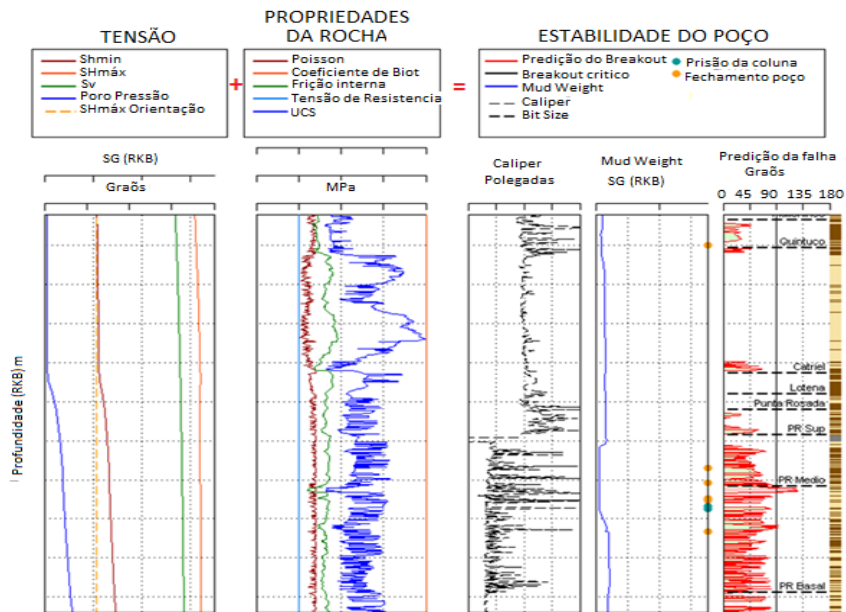 TENSÃO
Shmin
SHmáx
Sv
Poro Pressão
SHmáx Orientação
+
PROPRIEDADES
DA ROCHA
Poisson
Coeficiente de Biot
Frição interna
Tensão de Resistencia
UCS
=
ESTABILIDADE DO POÇO
Predição do Breakout
Breakout critico
Mud Weight
Caliper
Bit Size
Prisão da coluna
Fechamento poço
SG (RKB)
Graõs
MPa
Caliper
Polegadas
Mud Weight
SG (RKB)
Predição da falha
Graõs
0 45 90 135 180
Profundidade (RKB) m
Quintuco
Catriel
Lotena
Punta Rosada
PR Sup
PR Medio
PR Basal